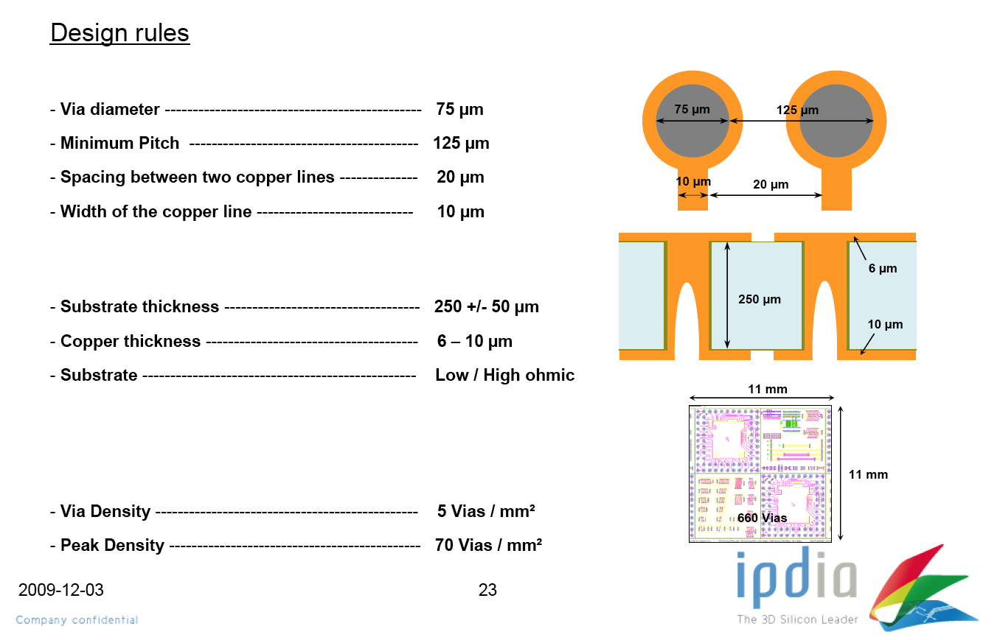 Design rules
- Via diameter ---------------------------------------------- 75 µm
- Minimum Pitch ----------------------------------------- 125 µm
- Spacing between two copper lines -------------- 20 µm
- Width of the copper line ---------------------------- 10 µm
75 µm
125 µm
10 µm
20 µm
- Substrate thickness ----------------------------------- 250 +/- 50 µm
- Copper thickness -------------------------------------- 6 – 10 µm
- Substrate ------------------------------------------------- Low / High ohmic
6 µm
250 µm
10 µm
11 mm
11 mm
660 Vias
- Via Density ----------------------------------------------- 5 Vias / mm²
- Peak Density --------------------------------------------- 70 Vias / mm²
2009-12-03
23
Company confidential
ipdia
The 3D Silicon Leader